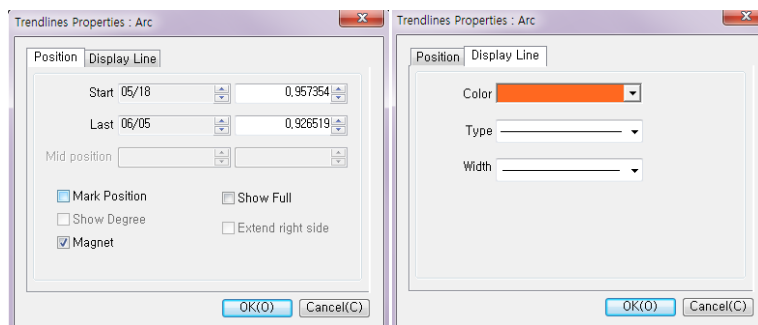 Trendlines Properties : Arc
Position Display Line
Start 05/18 0,957354
Last 06/05 0,926519
Mid position
Mark Position Show Full
Show Degree Extend right side
Magnet
OK(O) Cancel(C)
Trendlines Properties : Arc
Position Display Line
Color
Type
Width
OK(O) Cancel(C)